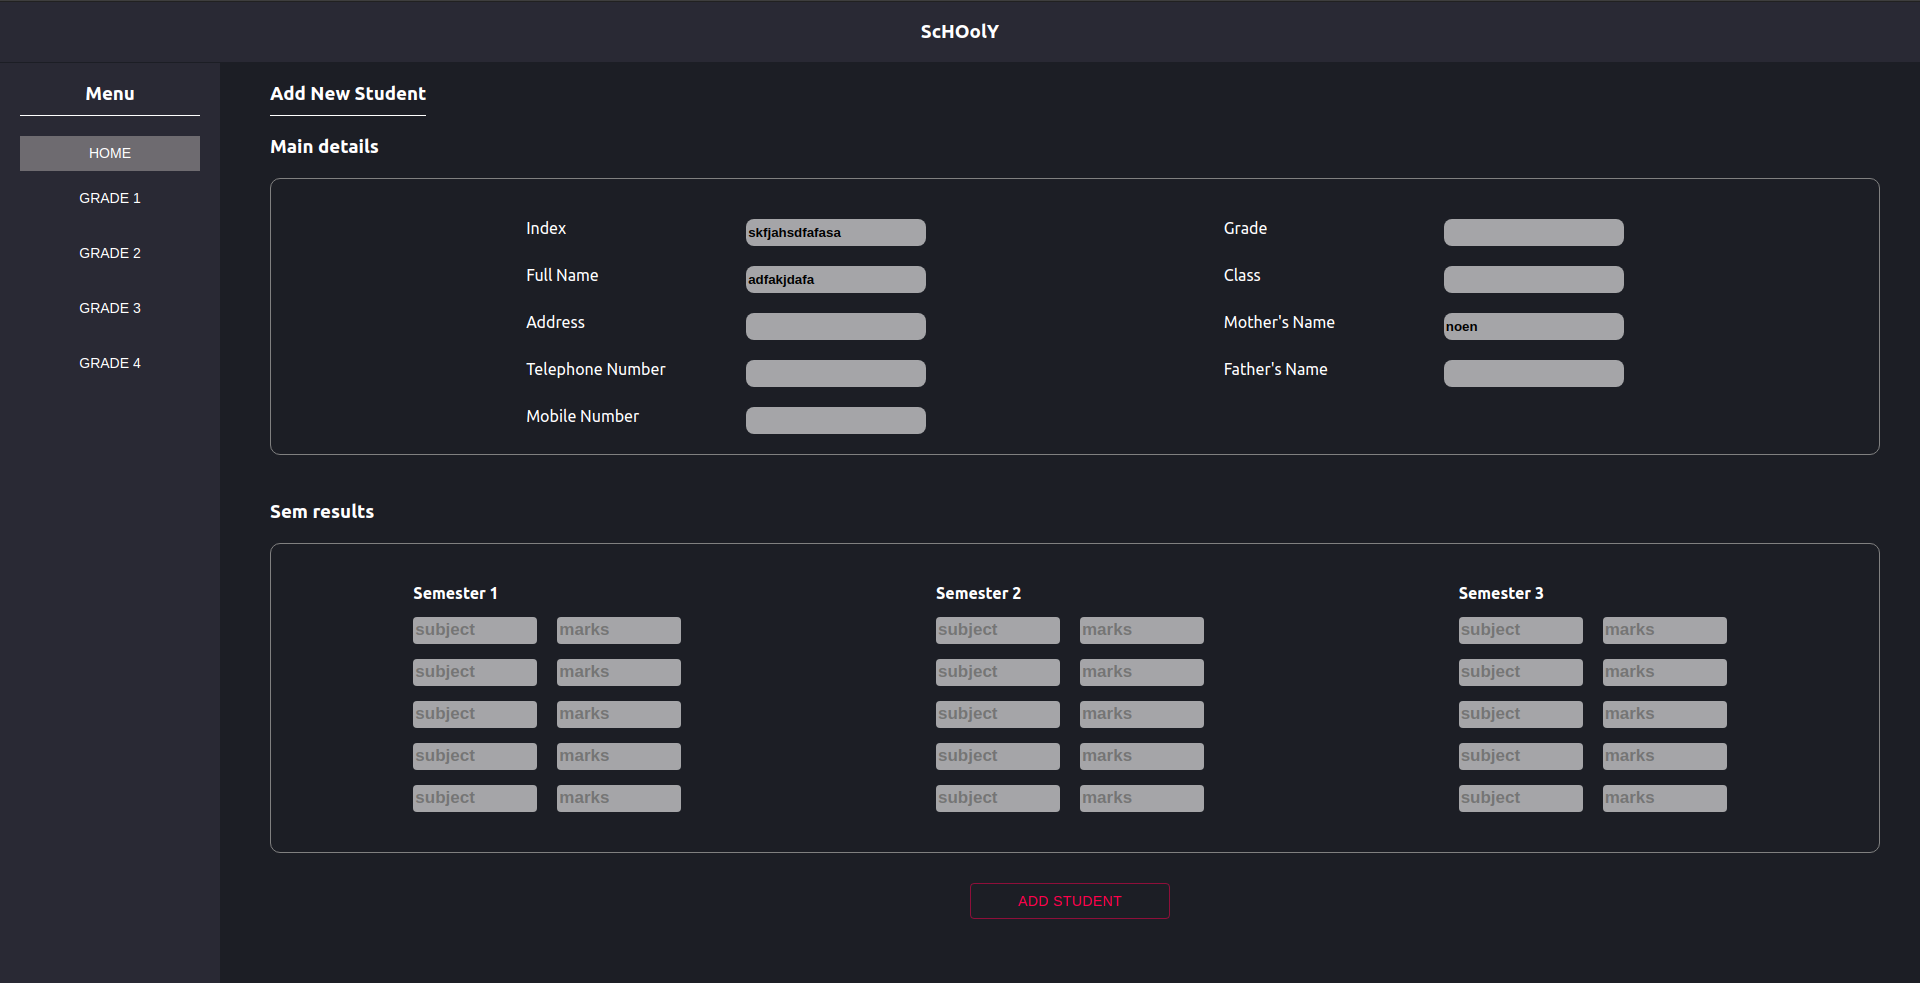 ScHOolY
Menu
HOME
GRADE 1
GRADE 2
GRADE 3
GRADE 4
Add New Student
Main details
Index skfjahsdfafasa
Full Name adfakjdafa
Address
Telephone Number
Mobile Number
Grade
Class
Mother's Name noen
Father's Name
Sem results
Semester 1
subject marks
subject marks
subject marks
subject marks
subject marks
Semester 2
subject marks
subject marks
subject marks
subject marks
subject marks
Semester 3
subject marks
subject marks
subject marks
subject marks
subject marks
ADD STUDENT